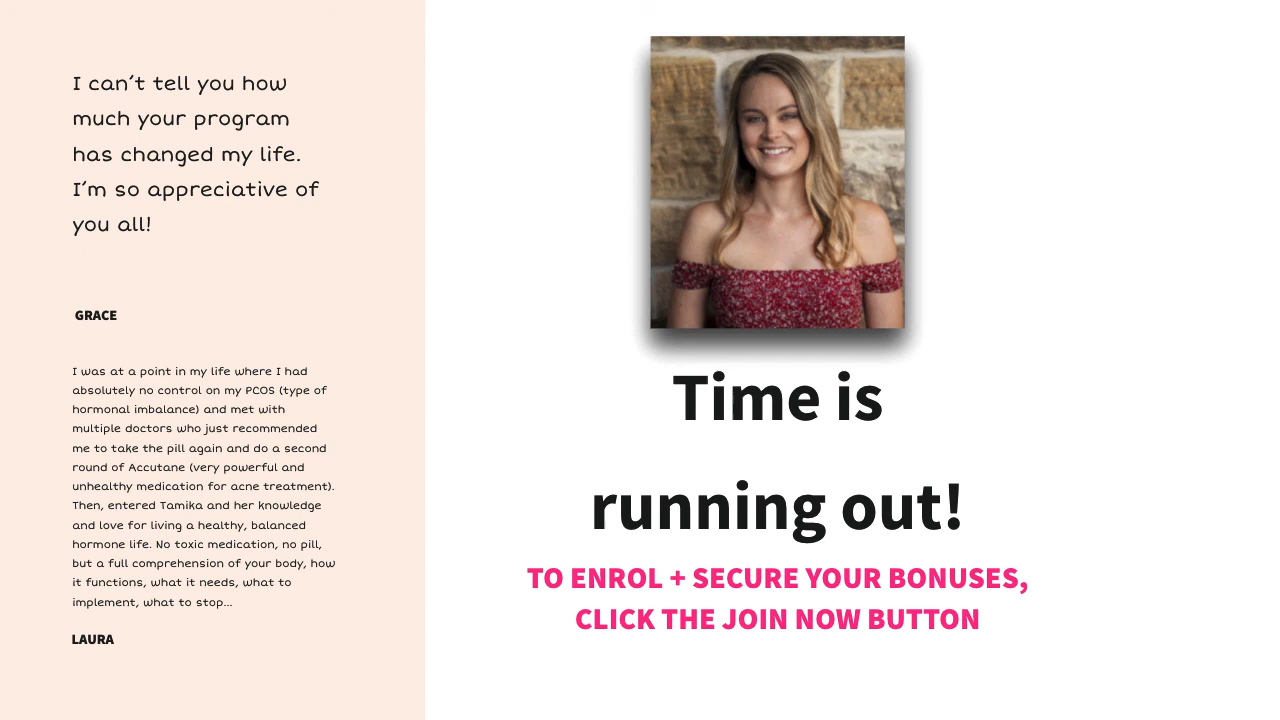 I can't tell you how
much your program
has changed my life.
I'm so appreciative of
you all!
GRACE
I was at a point in my life where I had
absolutely no control on my PCOS (type of
hormonal imbalance) and met with
multiple doctors who just recommended
me to take the pill again and do a second
round of Accutane (very powerful and
unhealthy medication for acne treatment).
Then, entered Tamika and her knowledge
and love for living a healthy, balanced
hormone life. No toxic medication, no pill,
but a full comprehension of your body, how
it functions, what it needs, what to
implement, what to stop...
LAURA
Time is
running out!
TO ENROL + SECURE YOUR BONUSES,
CLICK THE JOIN NOW BUTTON